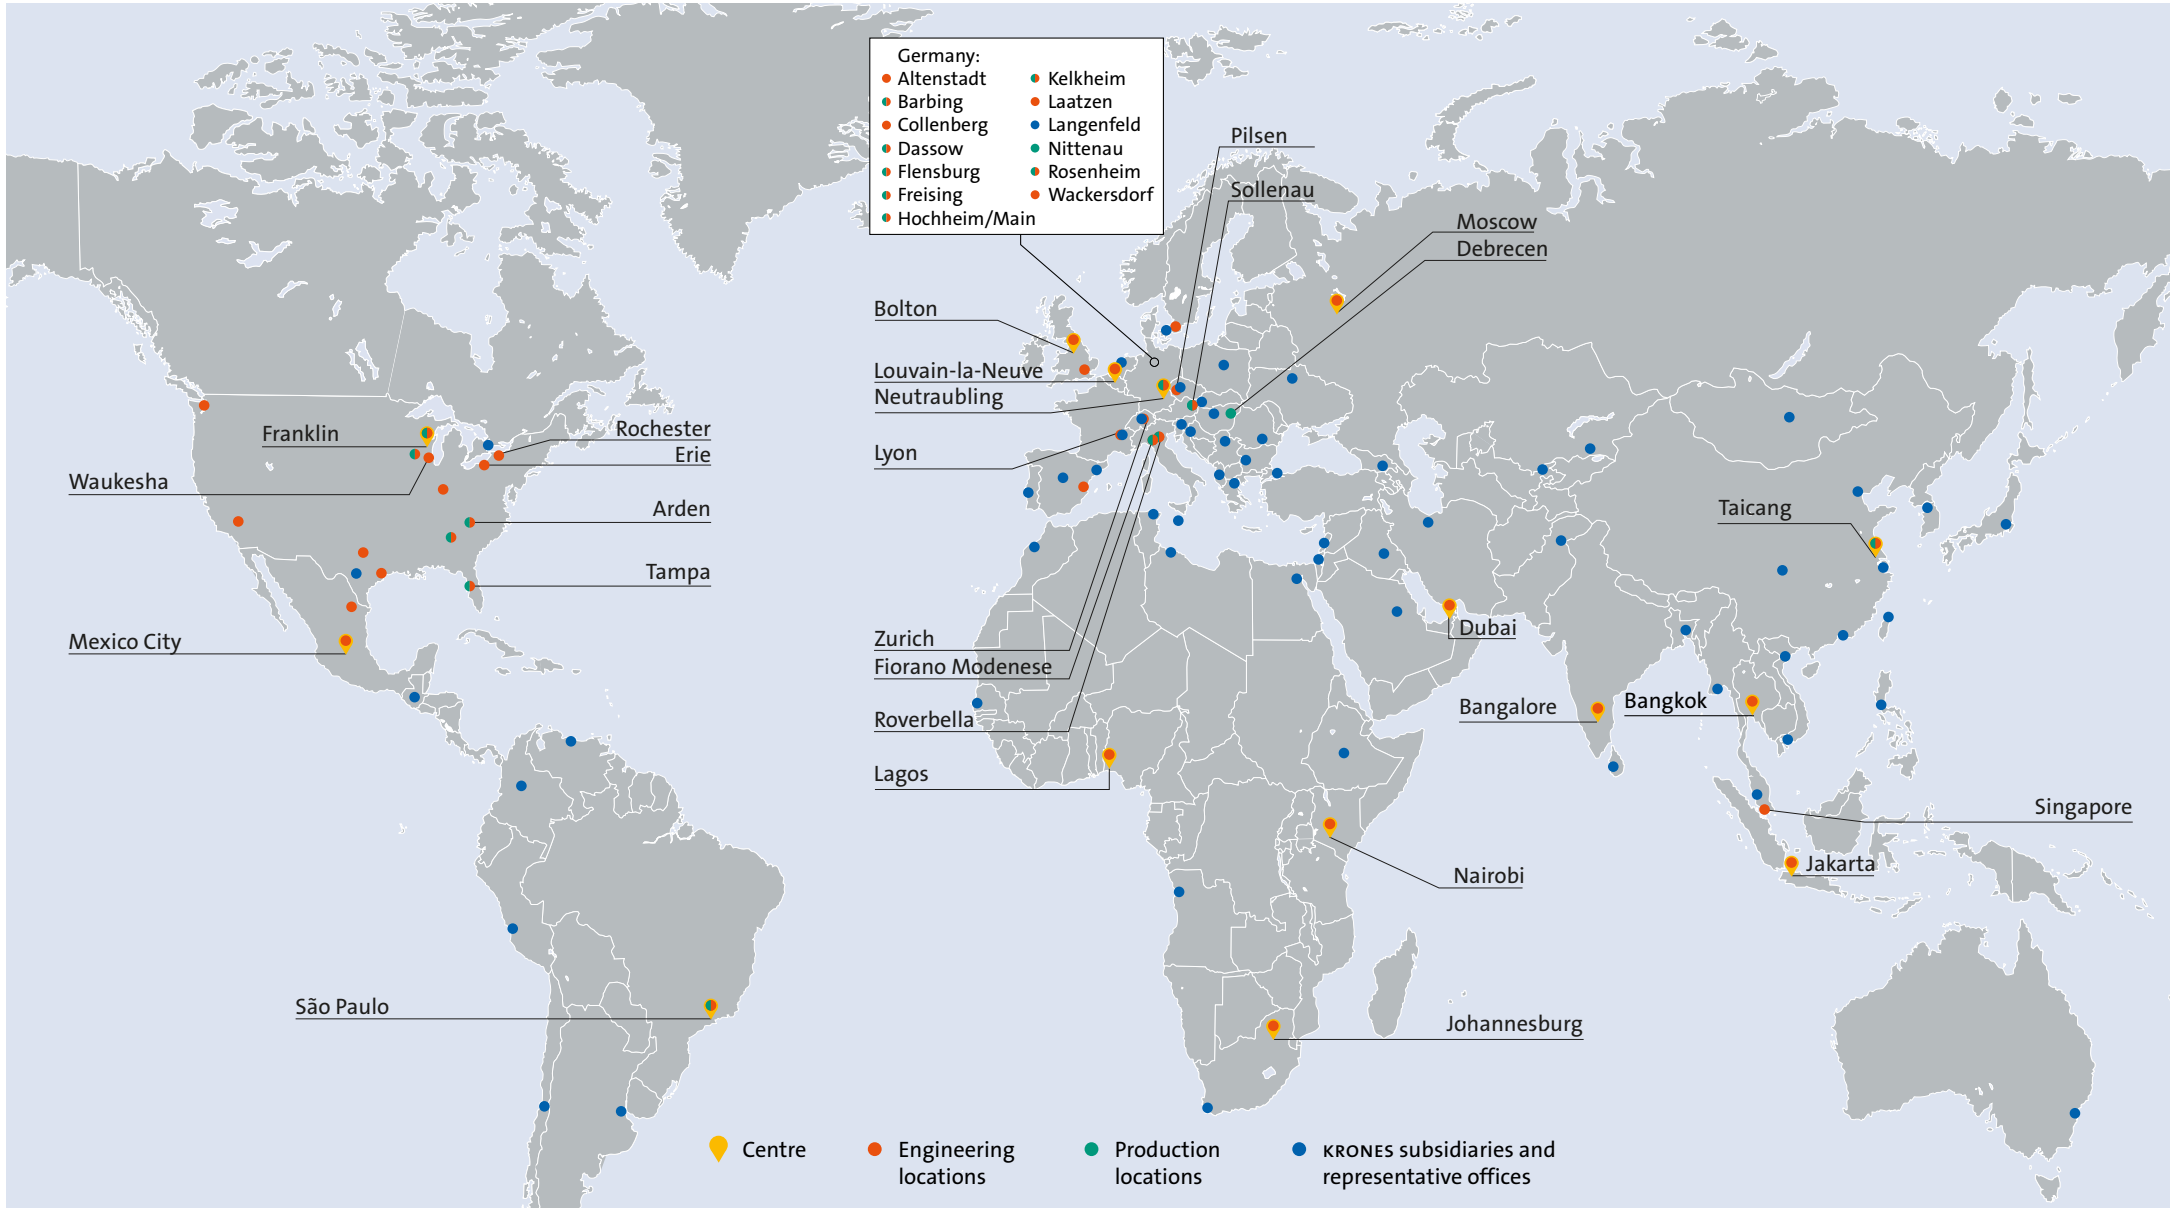 Germany:
Altenstadt
Barbing
Collenberg
Dassow
Flensburg
Freising
Hochheim/Main
Kelkheim
Laatzen
Langenfeld
Nittenau
Rosenheim
Wackersdorf
Pilsen
Sollenau
Moscow
Debrecen
Bolton
Louvain-la-Neuve
Neutraubling
Lyon
Franklin
Rochester
Erie
Waukesha
Arden
Tampa
Mexico City
Taicang
Zurich
Fiorano Modenese
Roverbella
Lagos
Dubai
Bangalore
Bangkok
Singapore
Jakarta
Nairobi
São Paulo
Johannesburg
Centre
Engineering
locations
Production
locations
KRONES subsidiaries and
representative offices